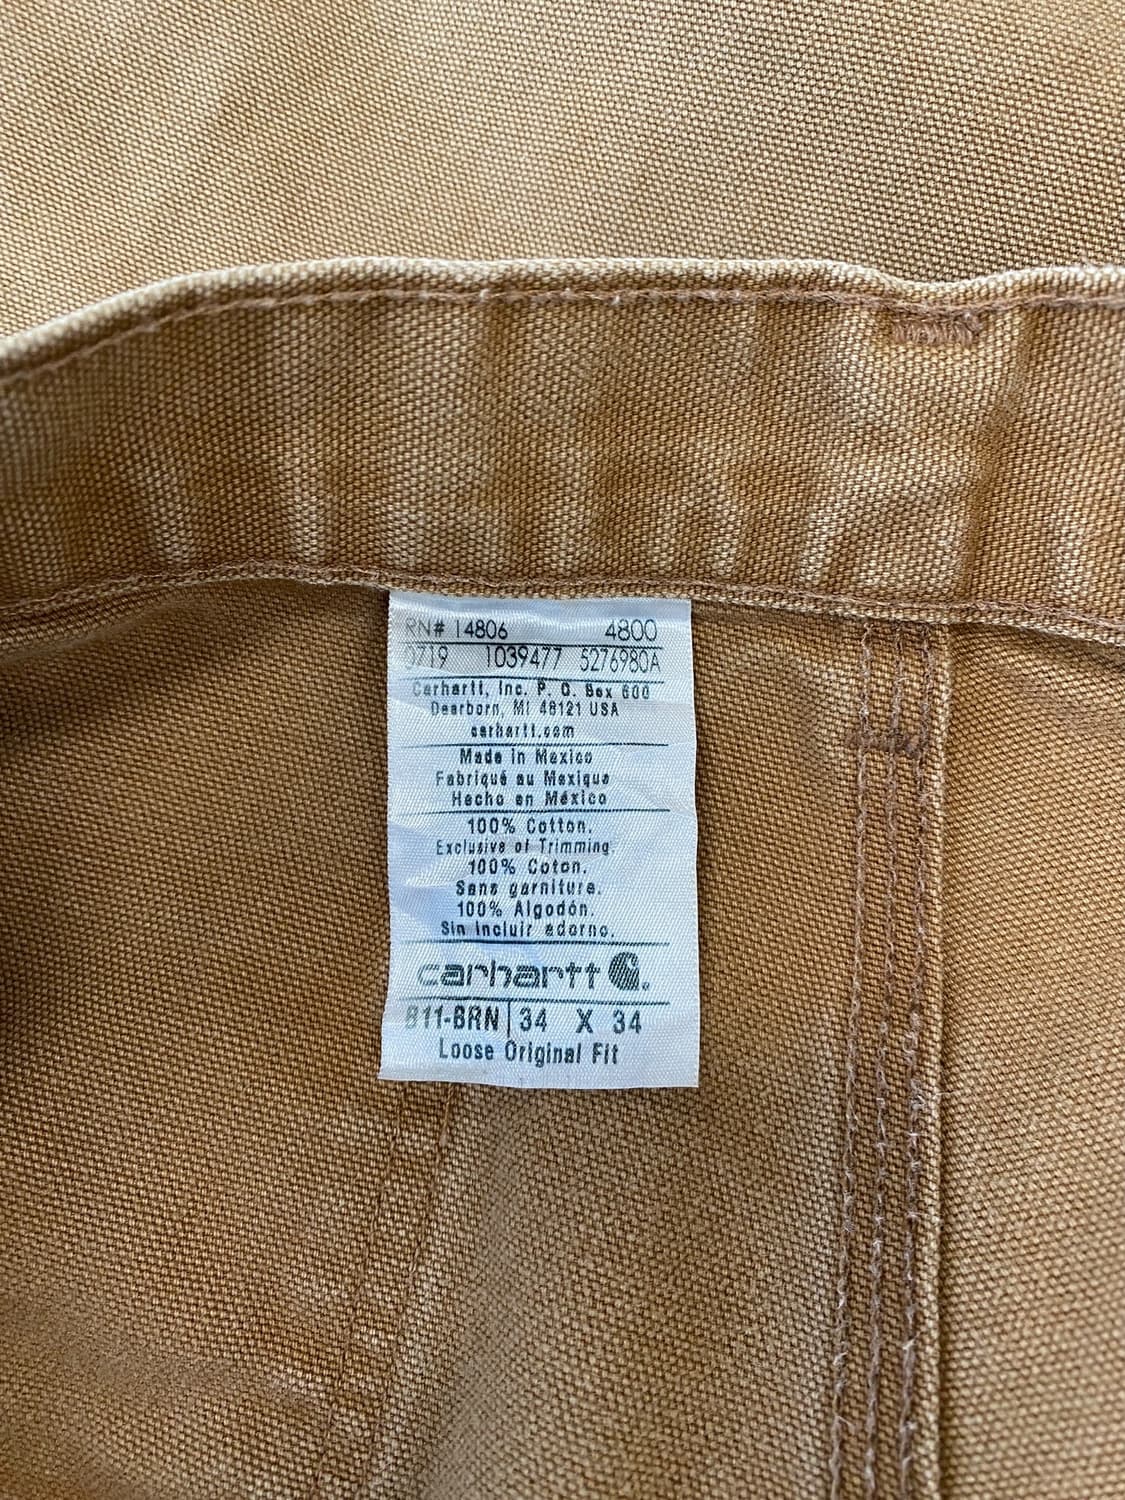 RN# 14806 4800
0719 1039477 5276980A
Carhartt, Inc. P. O. Box 600
Dearborn, MI 48121 USA
carhartt.com
Made in Mexico
Fabriqué au Mexique
Hecho en México
100% Cotton.
Exclusive of Trimming.
100% Coton.
Sans garniture.
100% Algodón.
Sin incluir adorno.
carhartt
B11-BRN 34 X 34
Loose Original Fit